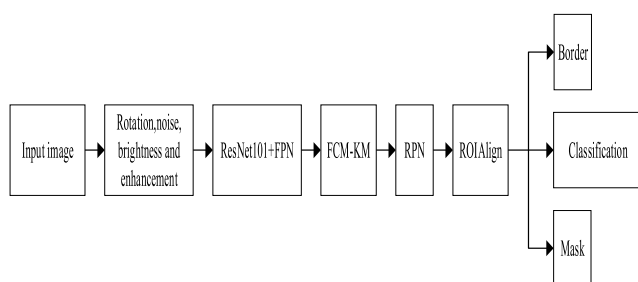 Input image
Rotation,noise,
brightness and
enhancement
ResNet101+FPN
FCM-KM
RPN
ROIAlign
Border
Classification
Mask